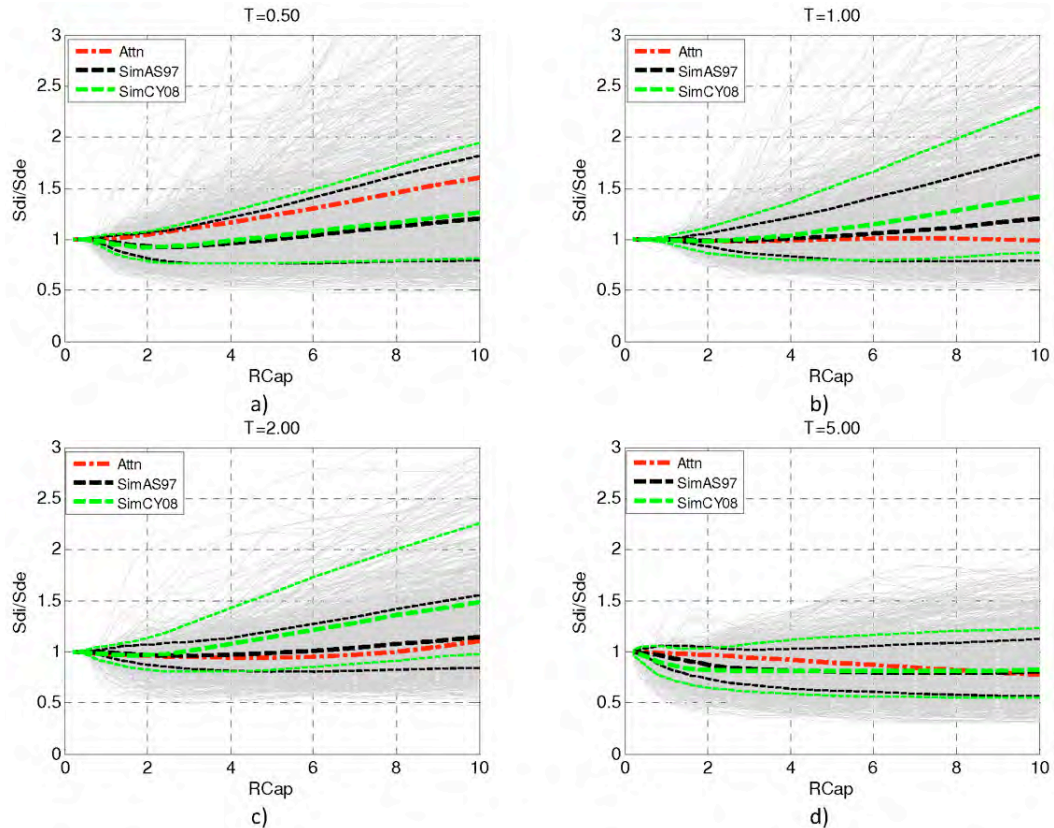 T=0.50
3
2.5
2
1.5
1
0.5
0
Sdi/Sde
Attn
SimAS97
SimCY08
0 2 4 6 8 10
RCap
a)
T=1.00
3
2.5
2
1.5
1
0.5
0
Sdi/Sde
Attn
SimAS97
SimCY08
0 2 4 6 8 10
RCap
b)
T=2.00
3
2.5
2
1.5
1
0.5
0
Sdi/Sde
Attn
SimAS97
SimCY08
0 2 4 6 8 10
RCap
c)
T=5.00
3
2.5
2
1.5
1
0.5
0
Sdi/Sde
Attn
SimAS97
SimCY08
0 2 4 6 8 10
RCap
d)